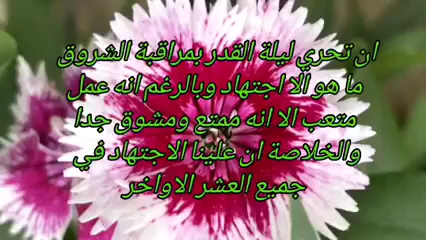 ان تحري ليلة القدر بمراقبة الشروق
ما هو الا اجتهاد وبالرغم انه عمل
متعب الا انه ممتع ومشوق جدا
والخلاصة ان علينا الاجتهاد في
جميع العشر الاواخر